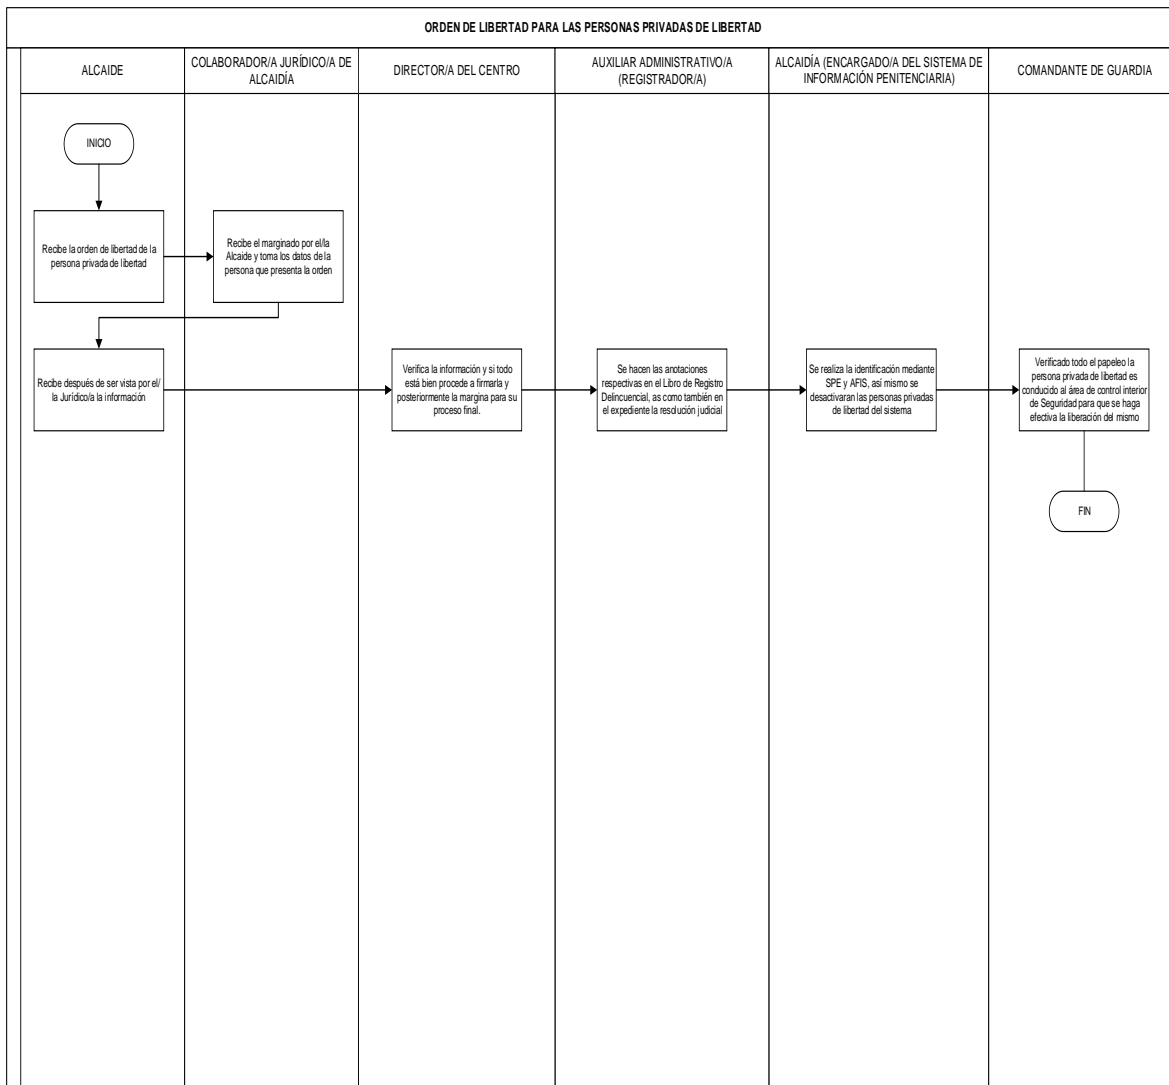 ORDEN DE LIBERTAD PARA LAS PERSONAS PRIVADAS DE LIBERTAD
ALCAIDE
COLABORADOR/A JURÍDICO/A DE
ALCAIDÍA
DIRECTOR/A DEL CENTRO
AUXILIAR ADMINISTRATIVO/A
(REGISTRADOR/A)
ALCAIDÍA (ENCARGADO/A DEL SISTEMA DE
INFORMACIÓN PENITENCIARIA)
COMANDANTE DE GUARDIA
INICIO
Recibe la orden de libertad de la
persona privada de libertad
Recibe el marginado por el/la
Alcaide y toma los datos de la
persona que presenta la orden
Recibe después de ser vista por el/
la Jurídico/a la información
Verifica la información y si todo
está bien procede a firmarla y
posteriormente la margina para su
proceso final.
Se hacen las anotaciones
respectivas en el Libro de Registro
Delincuencial, as como también en
el expediente la resolución judicial
Se realiza la identificación mediante
SPE y AFIS, así mismo se
desactivaran las personas privadas
de libertad del sistema
Verificado todo el papeleo la
persona privada de libertad es
conducido al área de control interior
de Seguridad para que se haga
efectiva la liberación del mismo
FIN